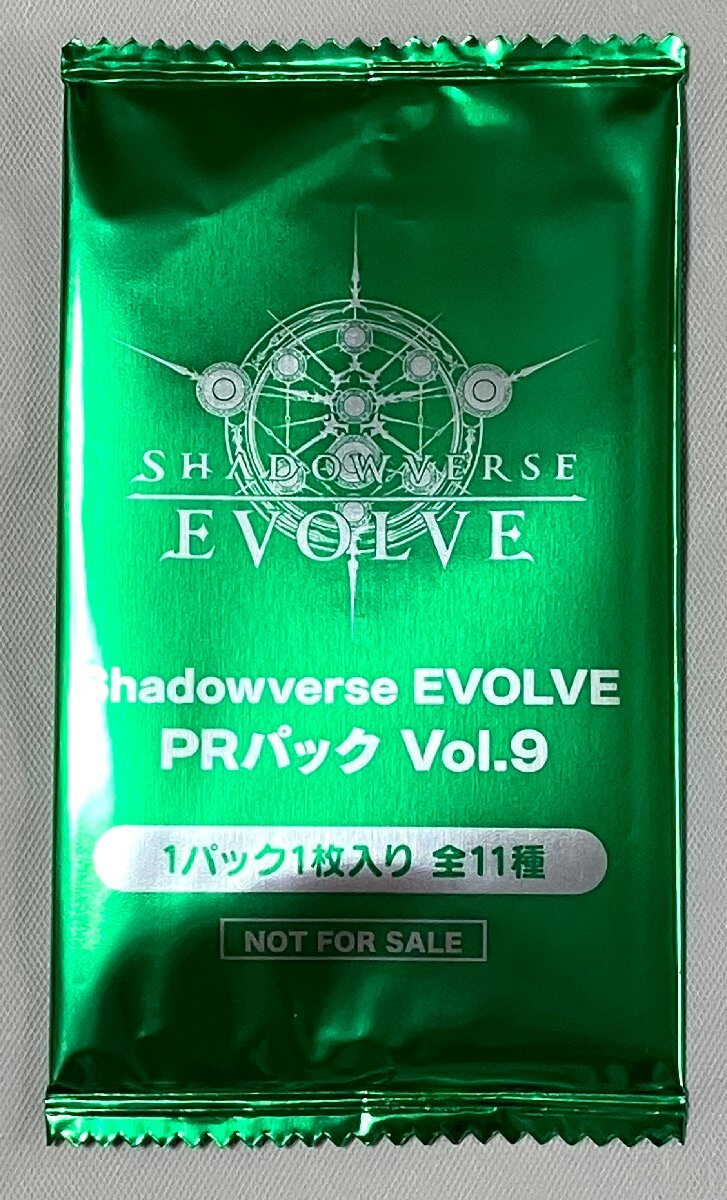 SHADOWVERSE
EVOLVE
Shadowverse EVOLVE
PRパック Vol.9
1パック1枚入り 全11種
NOT FOR SALE